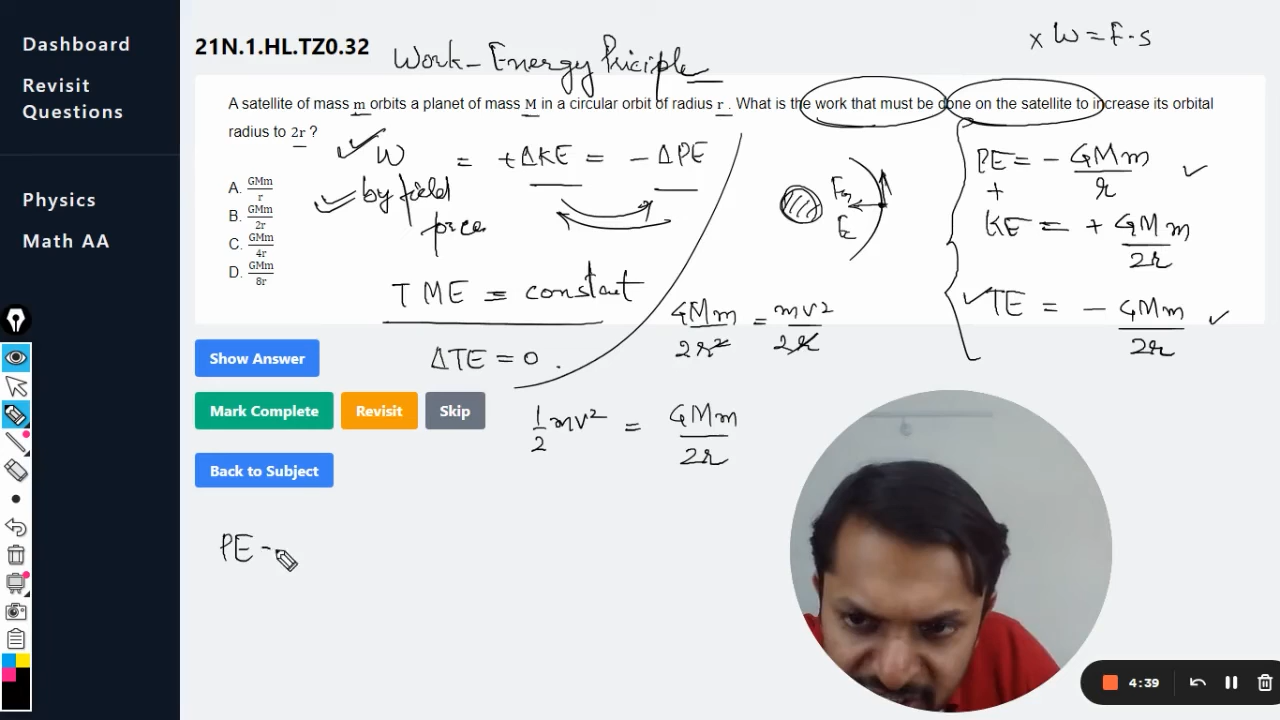 Dashboard
Revisit
Questions
Physics
Math AA
21N.1.HL.TZ0.32
Work-Energy Priciple
x W = F·s
A satellite of mass m orbits a planet of mass M in a circular orbit of radius r . What is the work that must be done on the satellite to increase its orbital
radius to 2r ?
A. GMm/r
B. GMm/2r
C. GMm/4r
D. GMm/8r
✓ W = +ΔKE = - ΔPE
✓ by field
force
TME = constant
ΔTE = 0 .
PE = - GMm/r ✓
+
KE = + GMm/2r
✓ TE = - GMm/2r ✓
GMm/2r² = mv²/2r
1/2 mv² = GMm/2r
Show Answer
Mark Complete
Revisit
Skip
Back to Subject
PE -
4:39